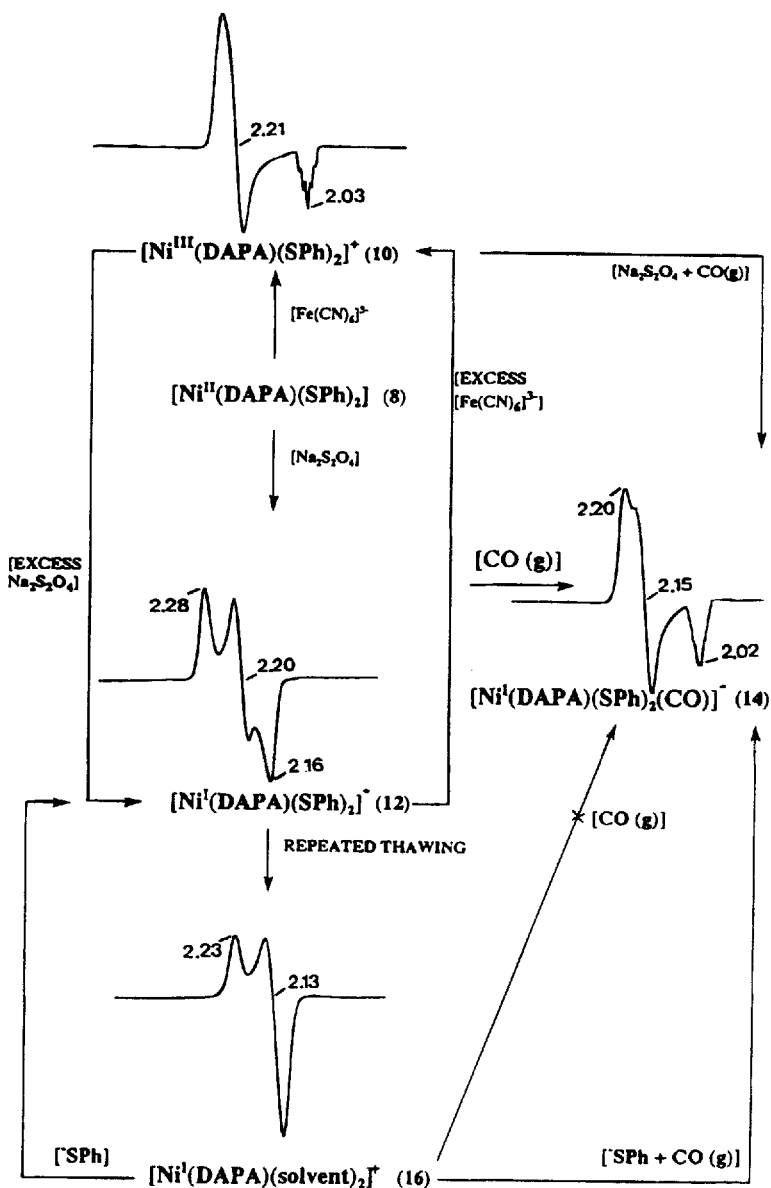 2.21
2.03
[Ni^III(DAPA)(SPh)₂]⁺ (10)
[Na₂S₂O₄ + CO(g)]
[Fe(CN)₆]³⁻
[Ni^II(DAPA)(SPh)₂] (8)
[EXCESS
[Fe(CN)₆]³⁻]
[Na₂S₂O₄]
[EXCESS
Na₂S₂O₄]
[CO (g)]
2.20
2.15
2.02
[Ni^I(DAPA)(SPh)₂(CO)]⁻ (14)
2.28
2.20
2.16
[Ni^I(DAPA)(SPh)₂]⁻ (12)
[CO (g)]
REPEATED THAWING
2.23
2.13
[⁻SPh]
[Ni^I(DAPA)(solvent)₂]⁺ (16)
[⁻SPh + CO (g)]